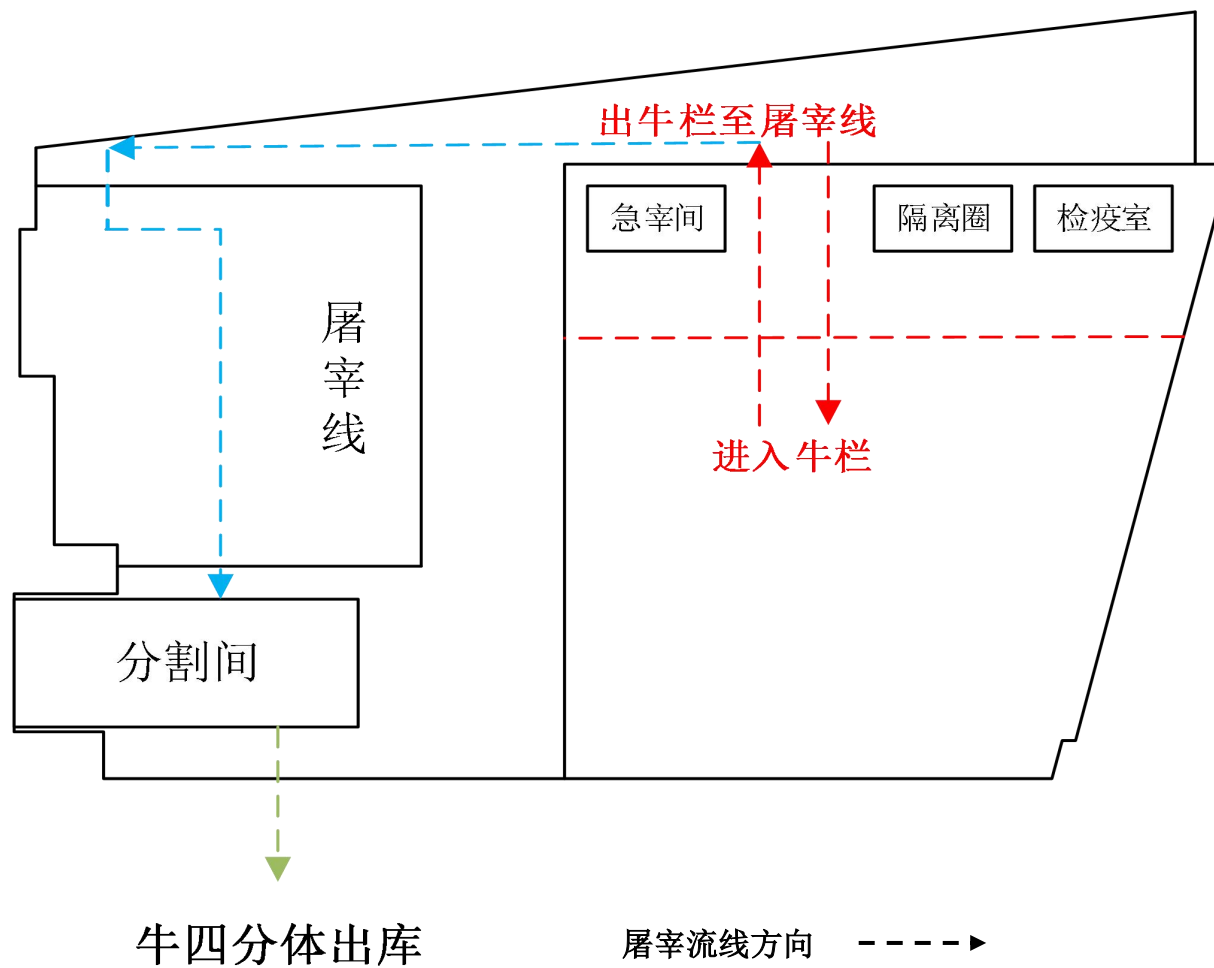 出牛栏至屠宰线
急宰间
隔离圈
检疫室
屠宰线
进入牛栏
分割间
牛四分体出库
屠宰流线方向